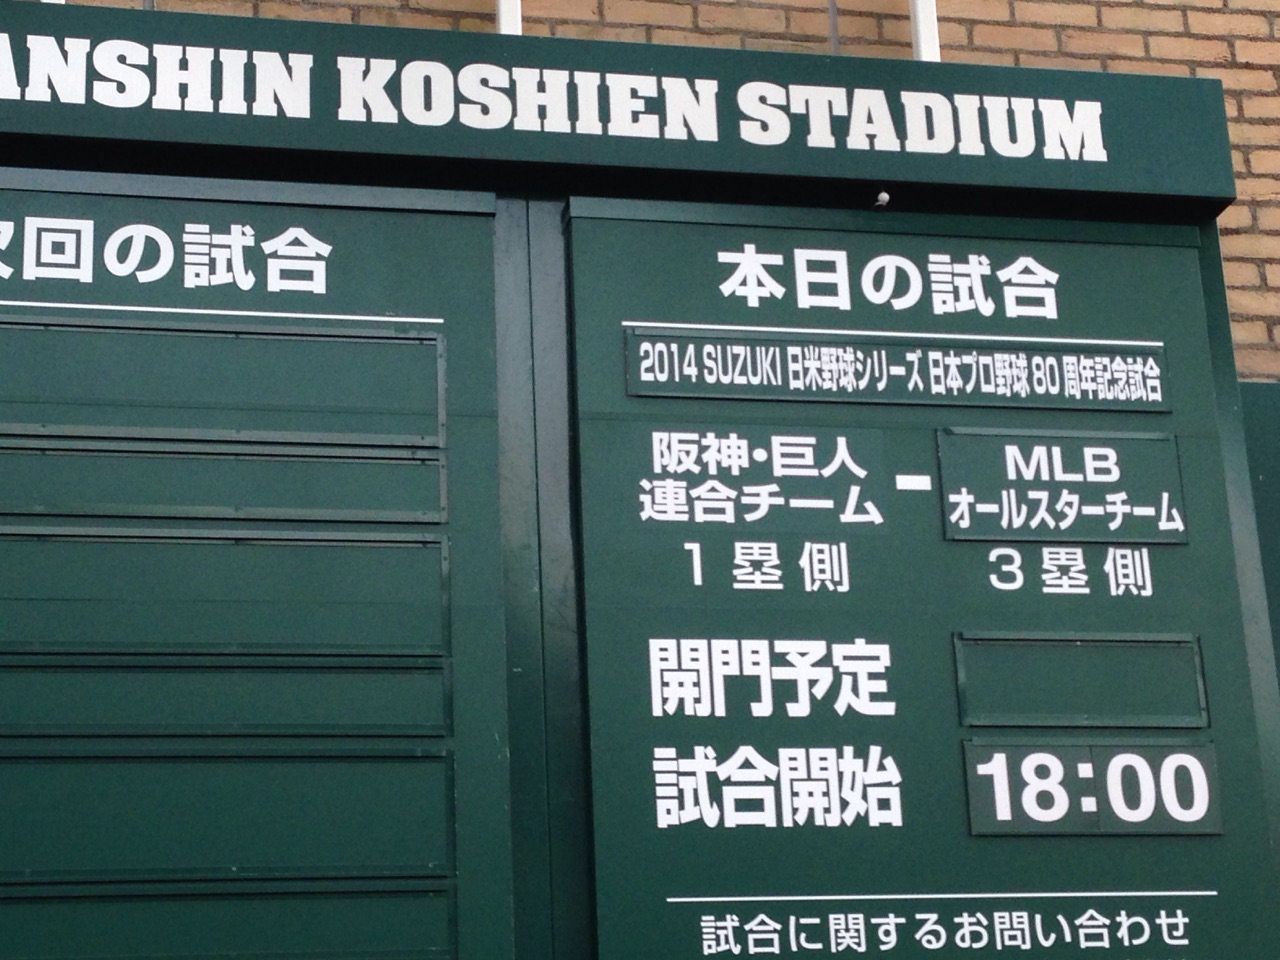 ANSHIN KOSHIEN STADIUM
次回の試合
本日の試合
2014 SUZUKI 日米野球シリーズ 日本プロ野球 80 周年記念試合
阪神・巨人
連合チーム
-
MLB
オールスターチーム
1 塁 側
3 塁 側
開門予定
試合開始
18:00
試合に関するお問い合わせ